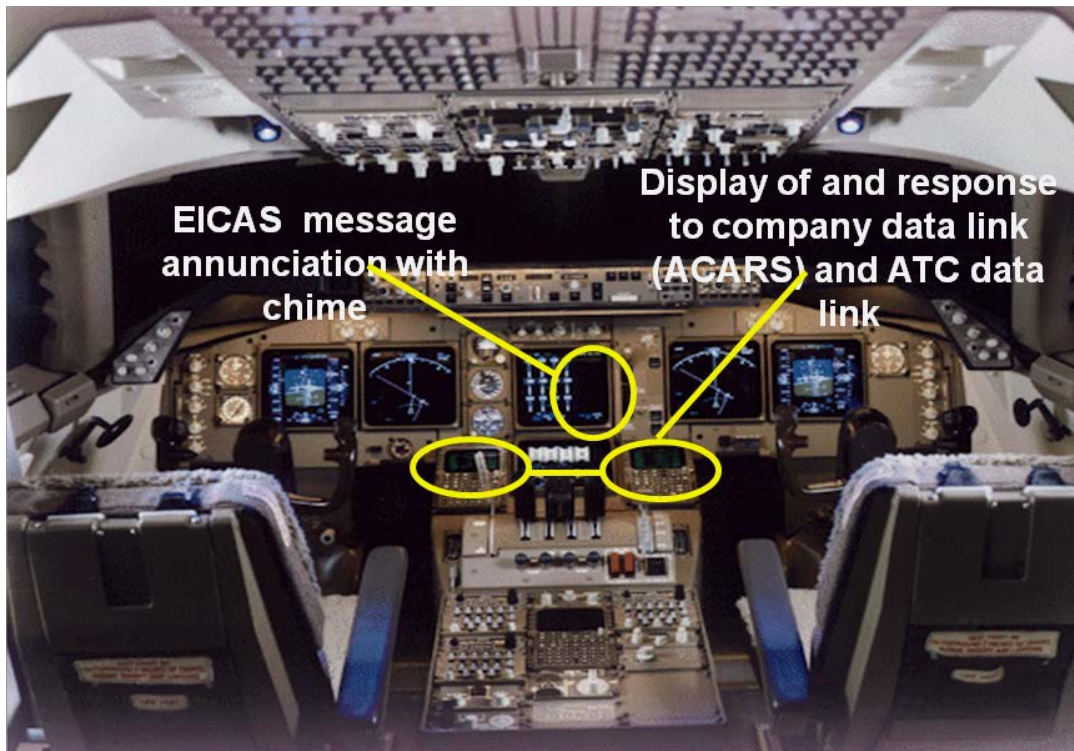 EICAS message
annunciation with
chime
Display of and response
to company data link
(ACARS) and ATC data
link